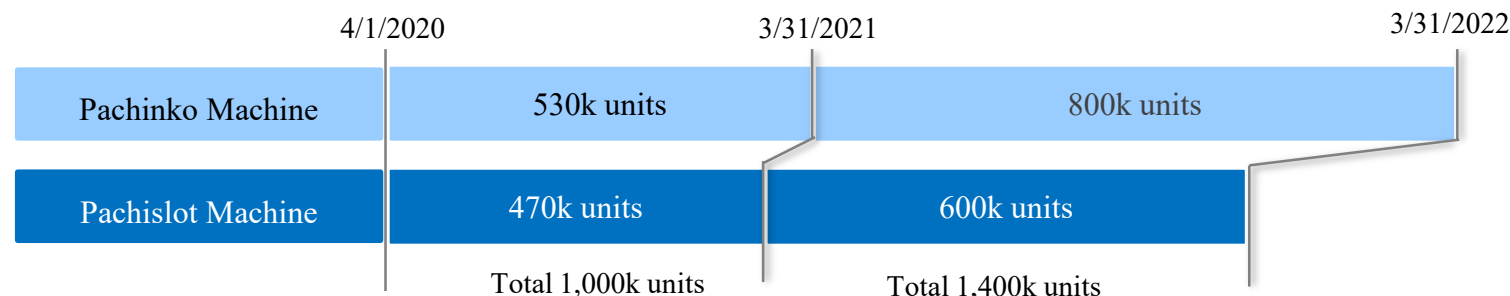 4/1/2020
3/31/2021
3/31/2022
Pachinko Machine
530k units
800k units
Pachislot Machine
470k units
600k units
Total 1,000k units
Total 1,400k units